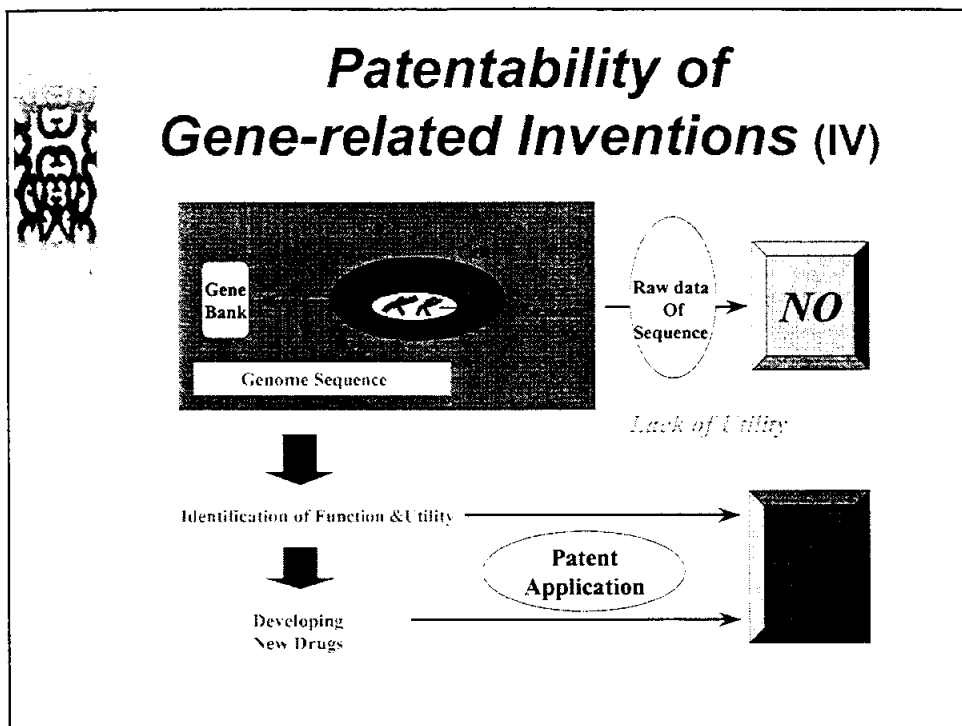 Patentability of
Gene-related Inventions (IV)
Gene
Bank
Genome Sequence
Raw data
Of
Sequence
NO
Lack of Utility
Identification of Function &Utility
Patent
Application
Developing
New Drugs